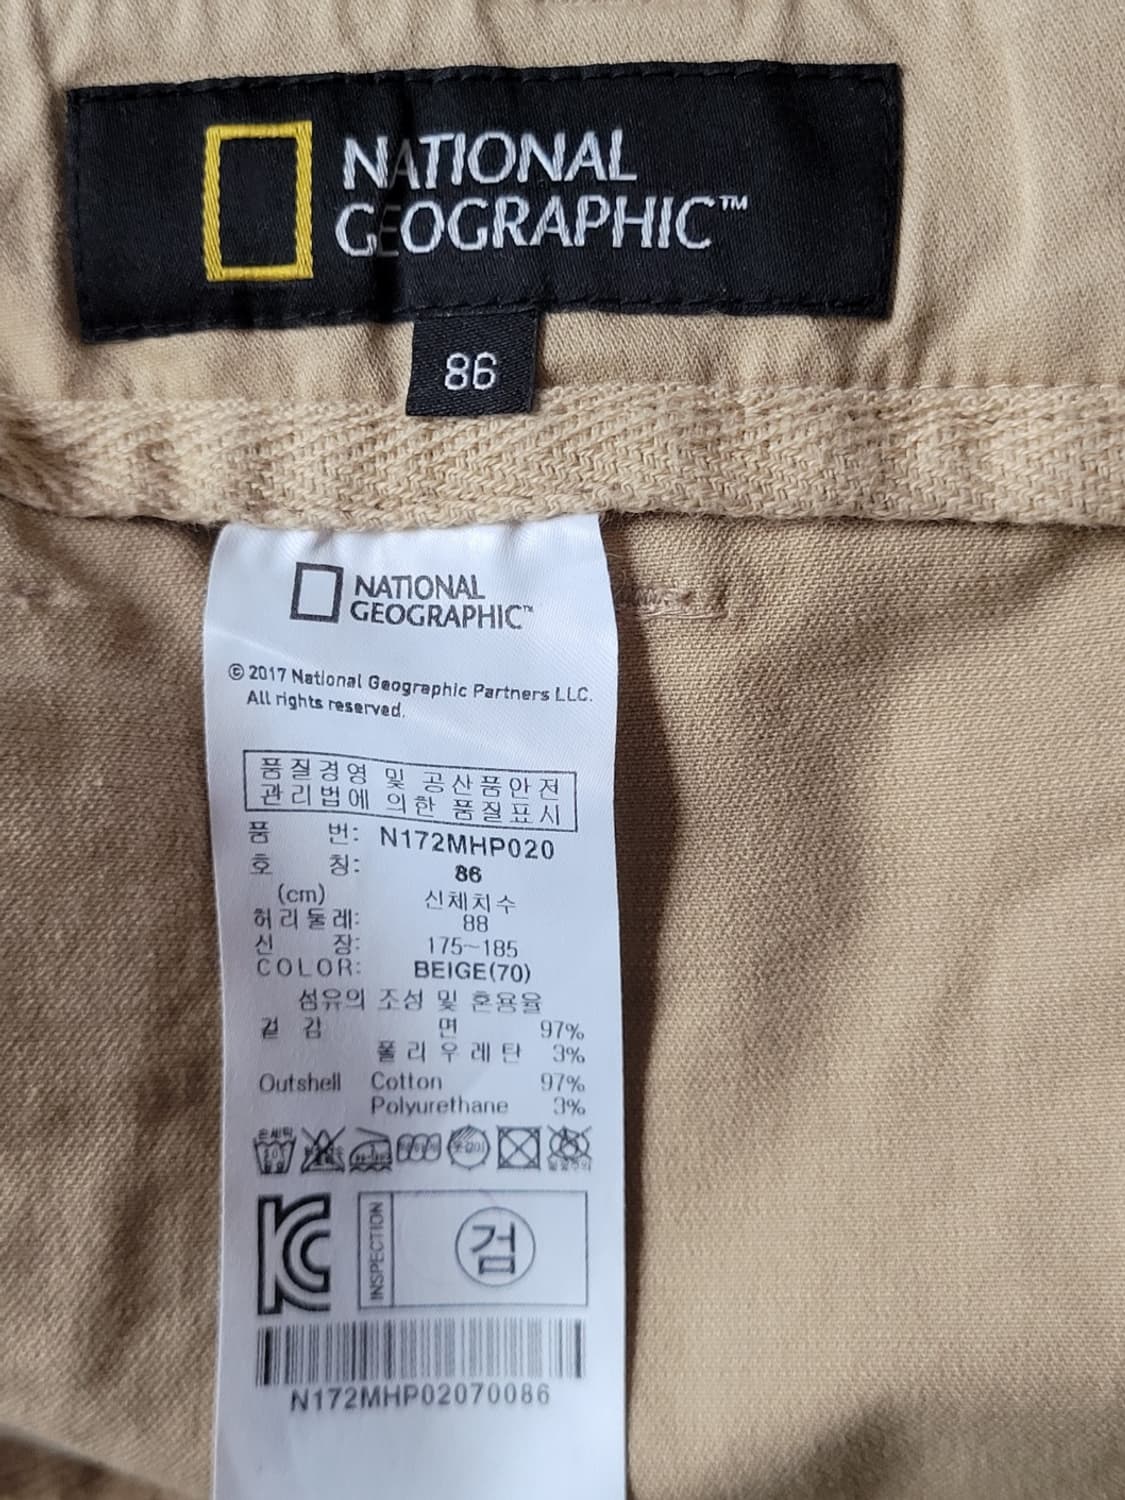 NATIONAL
GEOGRAPHIC™
86
NATIONAL
GEOGRAPHIC™
© 2017 National Geographic Partners LLC.
All rights reserved.
품질경영 및 공산품안전
관리법에 의한 품질표시
품 번: N172MHP020
호 칭: 86
(cm) 신체치수
허리둘레: 88
신 장: 175~185
COLOR: BEIGE(70)
섬유의 조성 및 혼용율
겉 감 면 97%
폴리우레탄 3%
Outshell Cotton 97%
Polyurethane 3%
손세탁
INSPECTION
검
N172MHP02070086